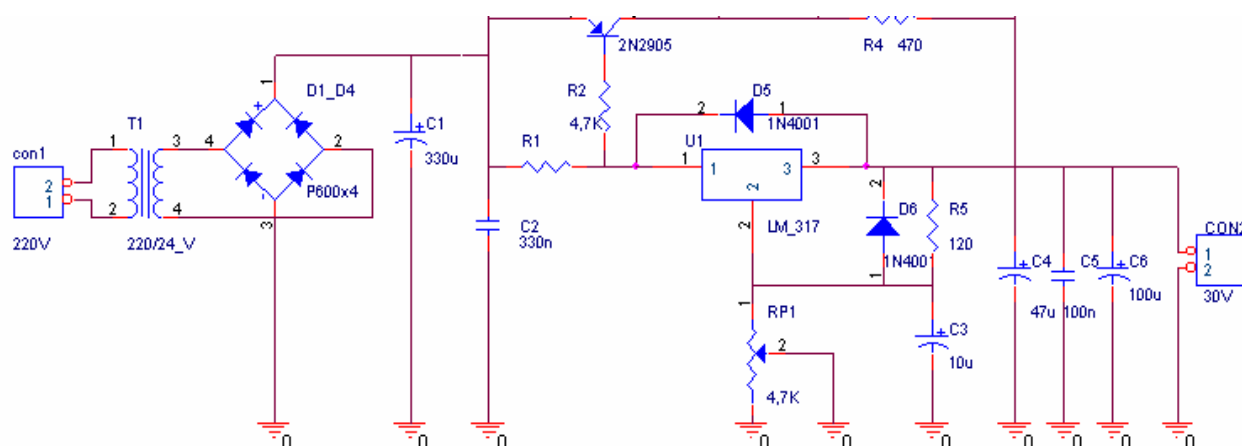 2N2905
R4 470
1
D1_D4
R2
4,7K
D5
2
1
1N4001
T1
C1
330u
+
+
con1
1
3
4
2
R1
U1
1
3
1
3
2
2
1
-
P600x4
2
4
3
220V
220/24_V
C2
330n
2
LM_317
2
D6
R5
120
1N4001
1
CON2
1
2
30V
+
C4
C5
+
C6
47u
100n
100u
1
RP1
2
4,7K
+
C3
10u
0
0
0
0
0
0
0
0
0
0